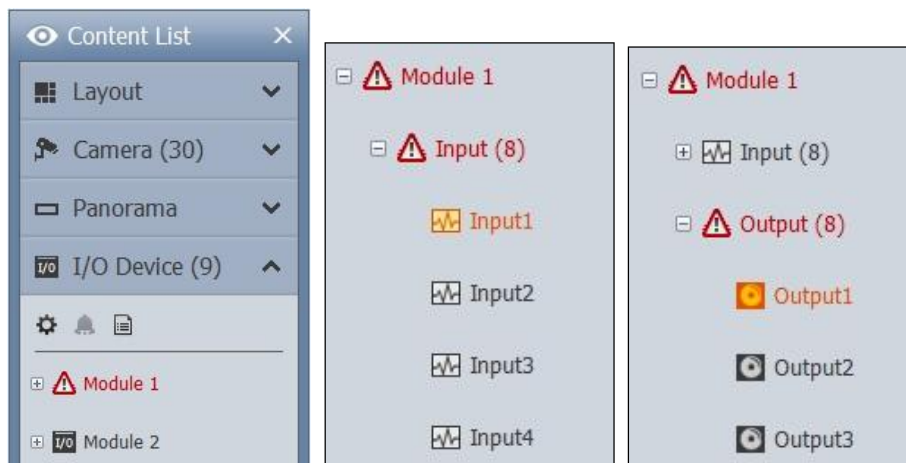 Content List
Layout
Camera (30)
Panorama
I/O Device (9)
Module 1
I/O Module 2
Module 1
Input (8)
Input1
Input2
Input3
Input4
Module 1
Input (8)
Output (8)
Output1
Output2
Output3